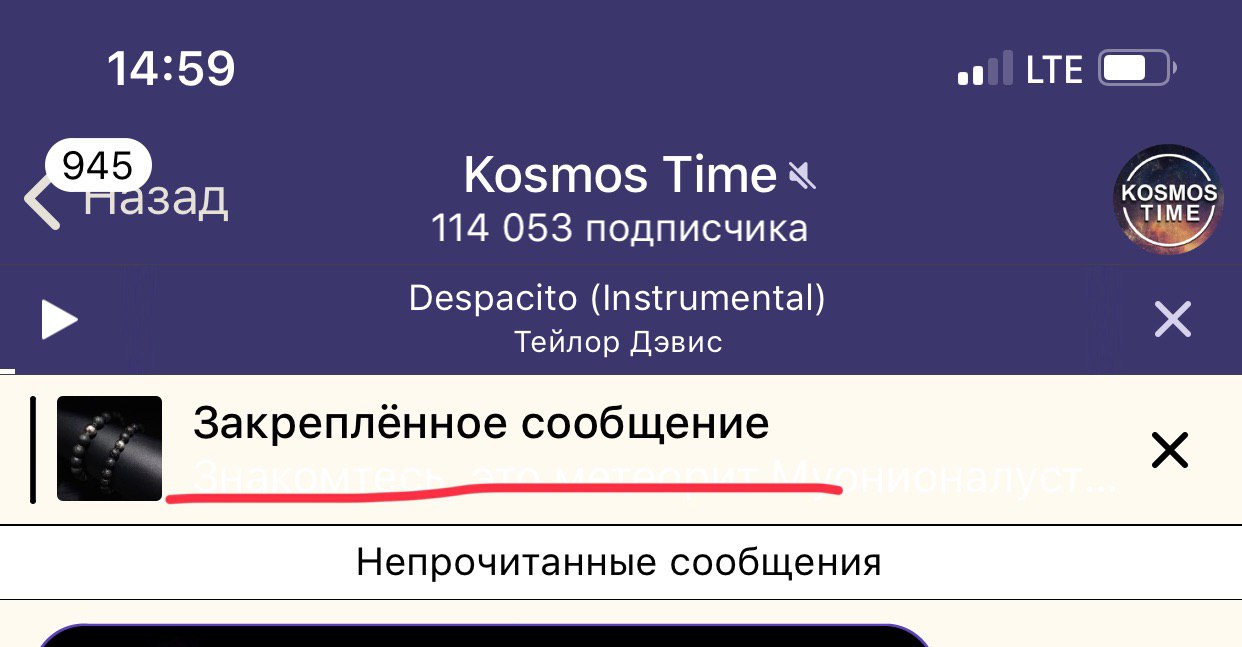 14:59
LTE
945
Назад
Kosmos Time
114 053 подписчика
KOSMOS
TIME
Despacito (Instrumental)
Тейлор Дэвис
Закреплённое сообщение
Знакомтесь, это метеорит
Непрочитанные сообщения